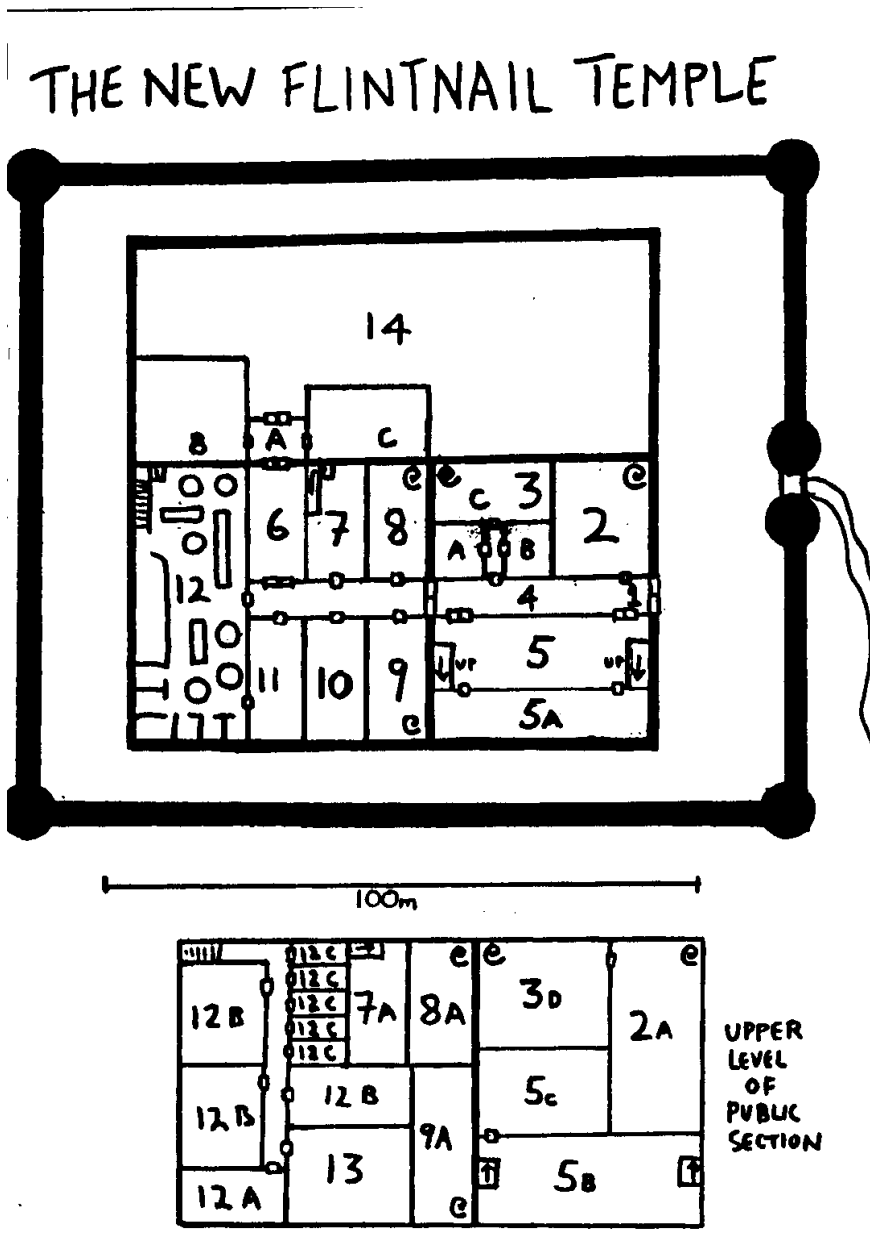 THE NEW FLINTNAIL TEMPLE
14
B A C
C 3
6 7 8 A B 2
12 4
11 10 9 UP 5 UP
5A
100m
12C
12C
12C
12C
12C
12B 7A 8A 3D 2A
12B 12B 9A 5C
12A 13 5B
UPPER
LEVEL
OF
PUBLIC
SECTION